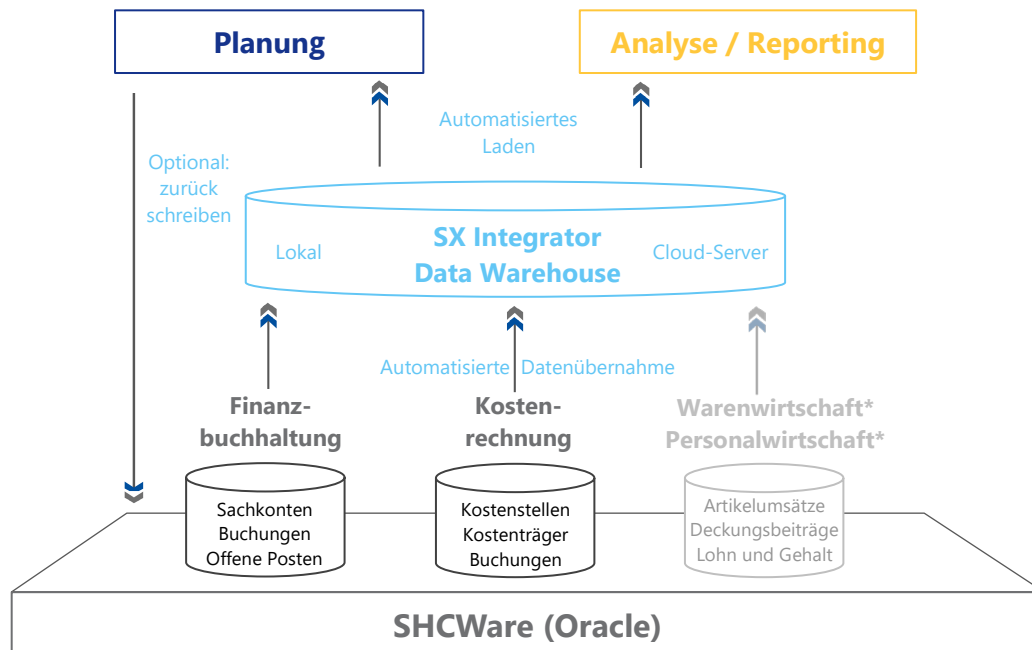 Planung
Analyse / Reporting
Automatisiertes
Laden
Optional:
zurück
schreiben
Lokal
SX Integrator
Data Warehouse
Cloud-Server
Automatisierte Datenübernahme
Finanz-
buchhaltung
Kosten-
rechnung
Warenwirtschaft*
Personalwirtschaft*
Sachkonten
Buchungen
Offene Posten
Kostenstellen
Kostenträger
Buchungen
Artikelumsätze
Deckungsbeiträge
Lohn und Gehalt
SHCWare (Oracle)